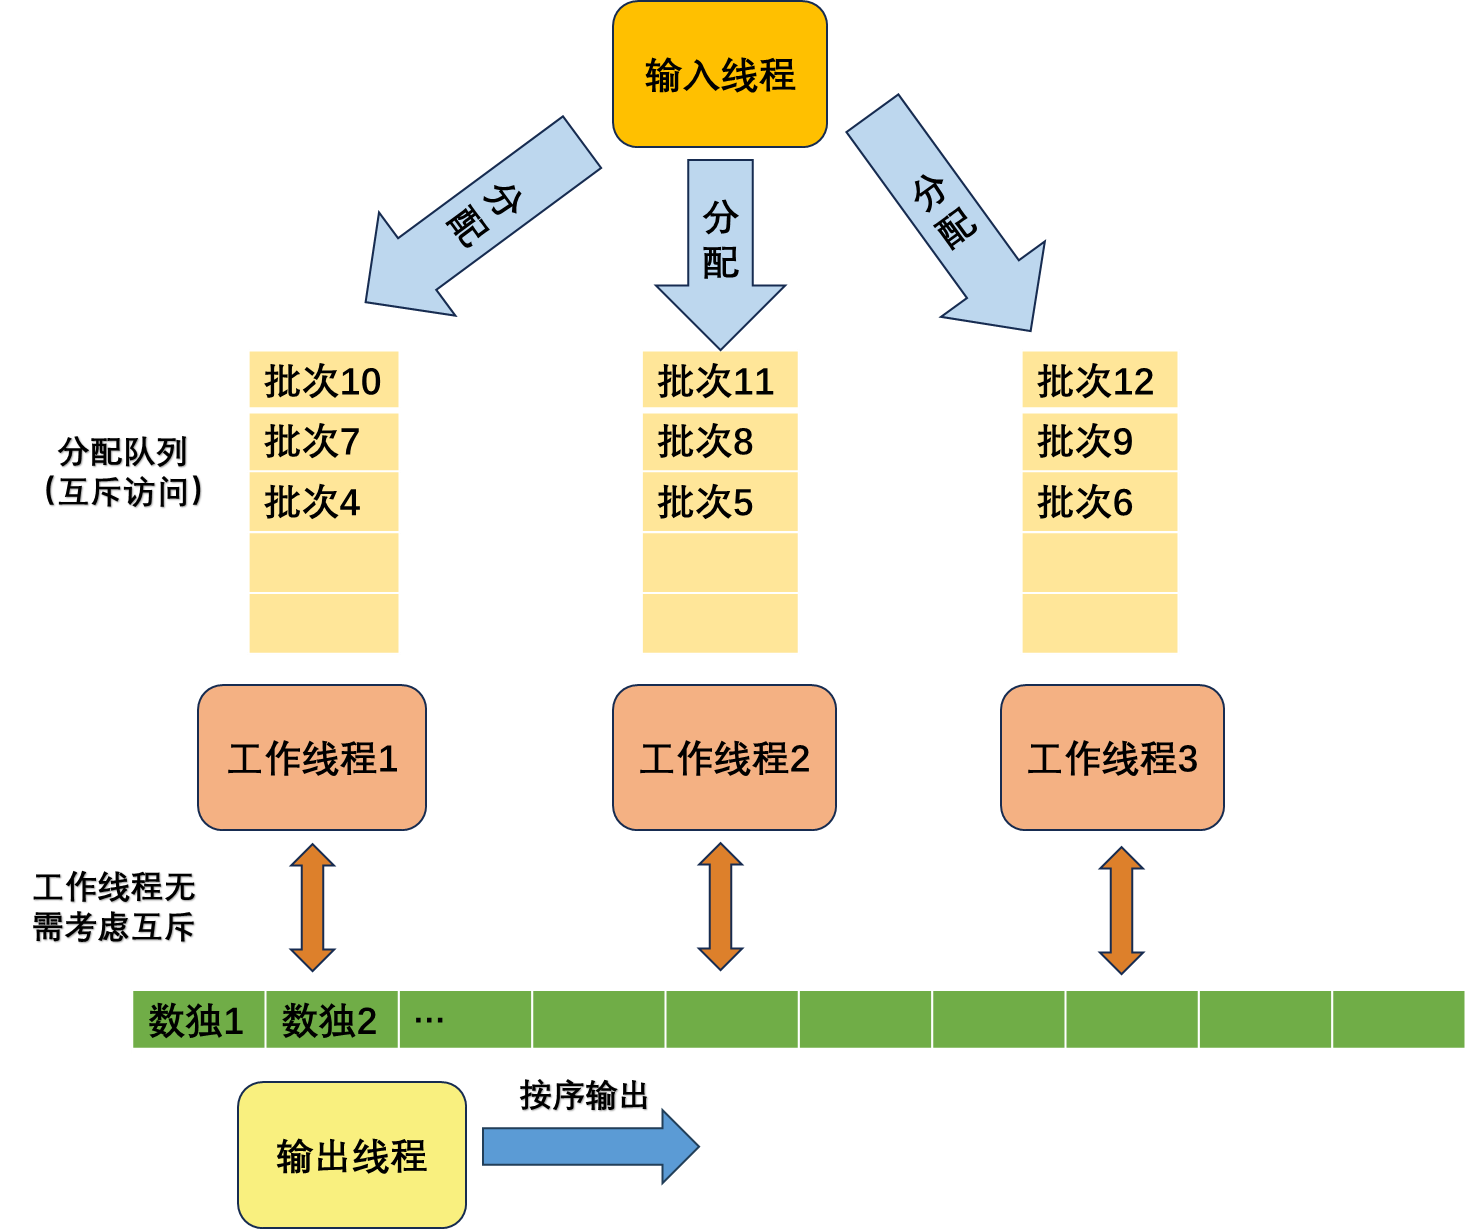 输入线程
分
配
分
配
分
配
批次10
批次11
批次12
分配队列
(互斥访问)
批次7
批次8
批次9
批次4
批次5
批次6
工作线程1
工作线程2
工作线程3
工作线程无
需考虑互斥
数独1
数独2
...
按序输出
输出线程